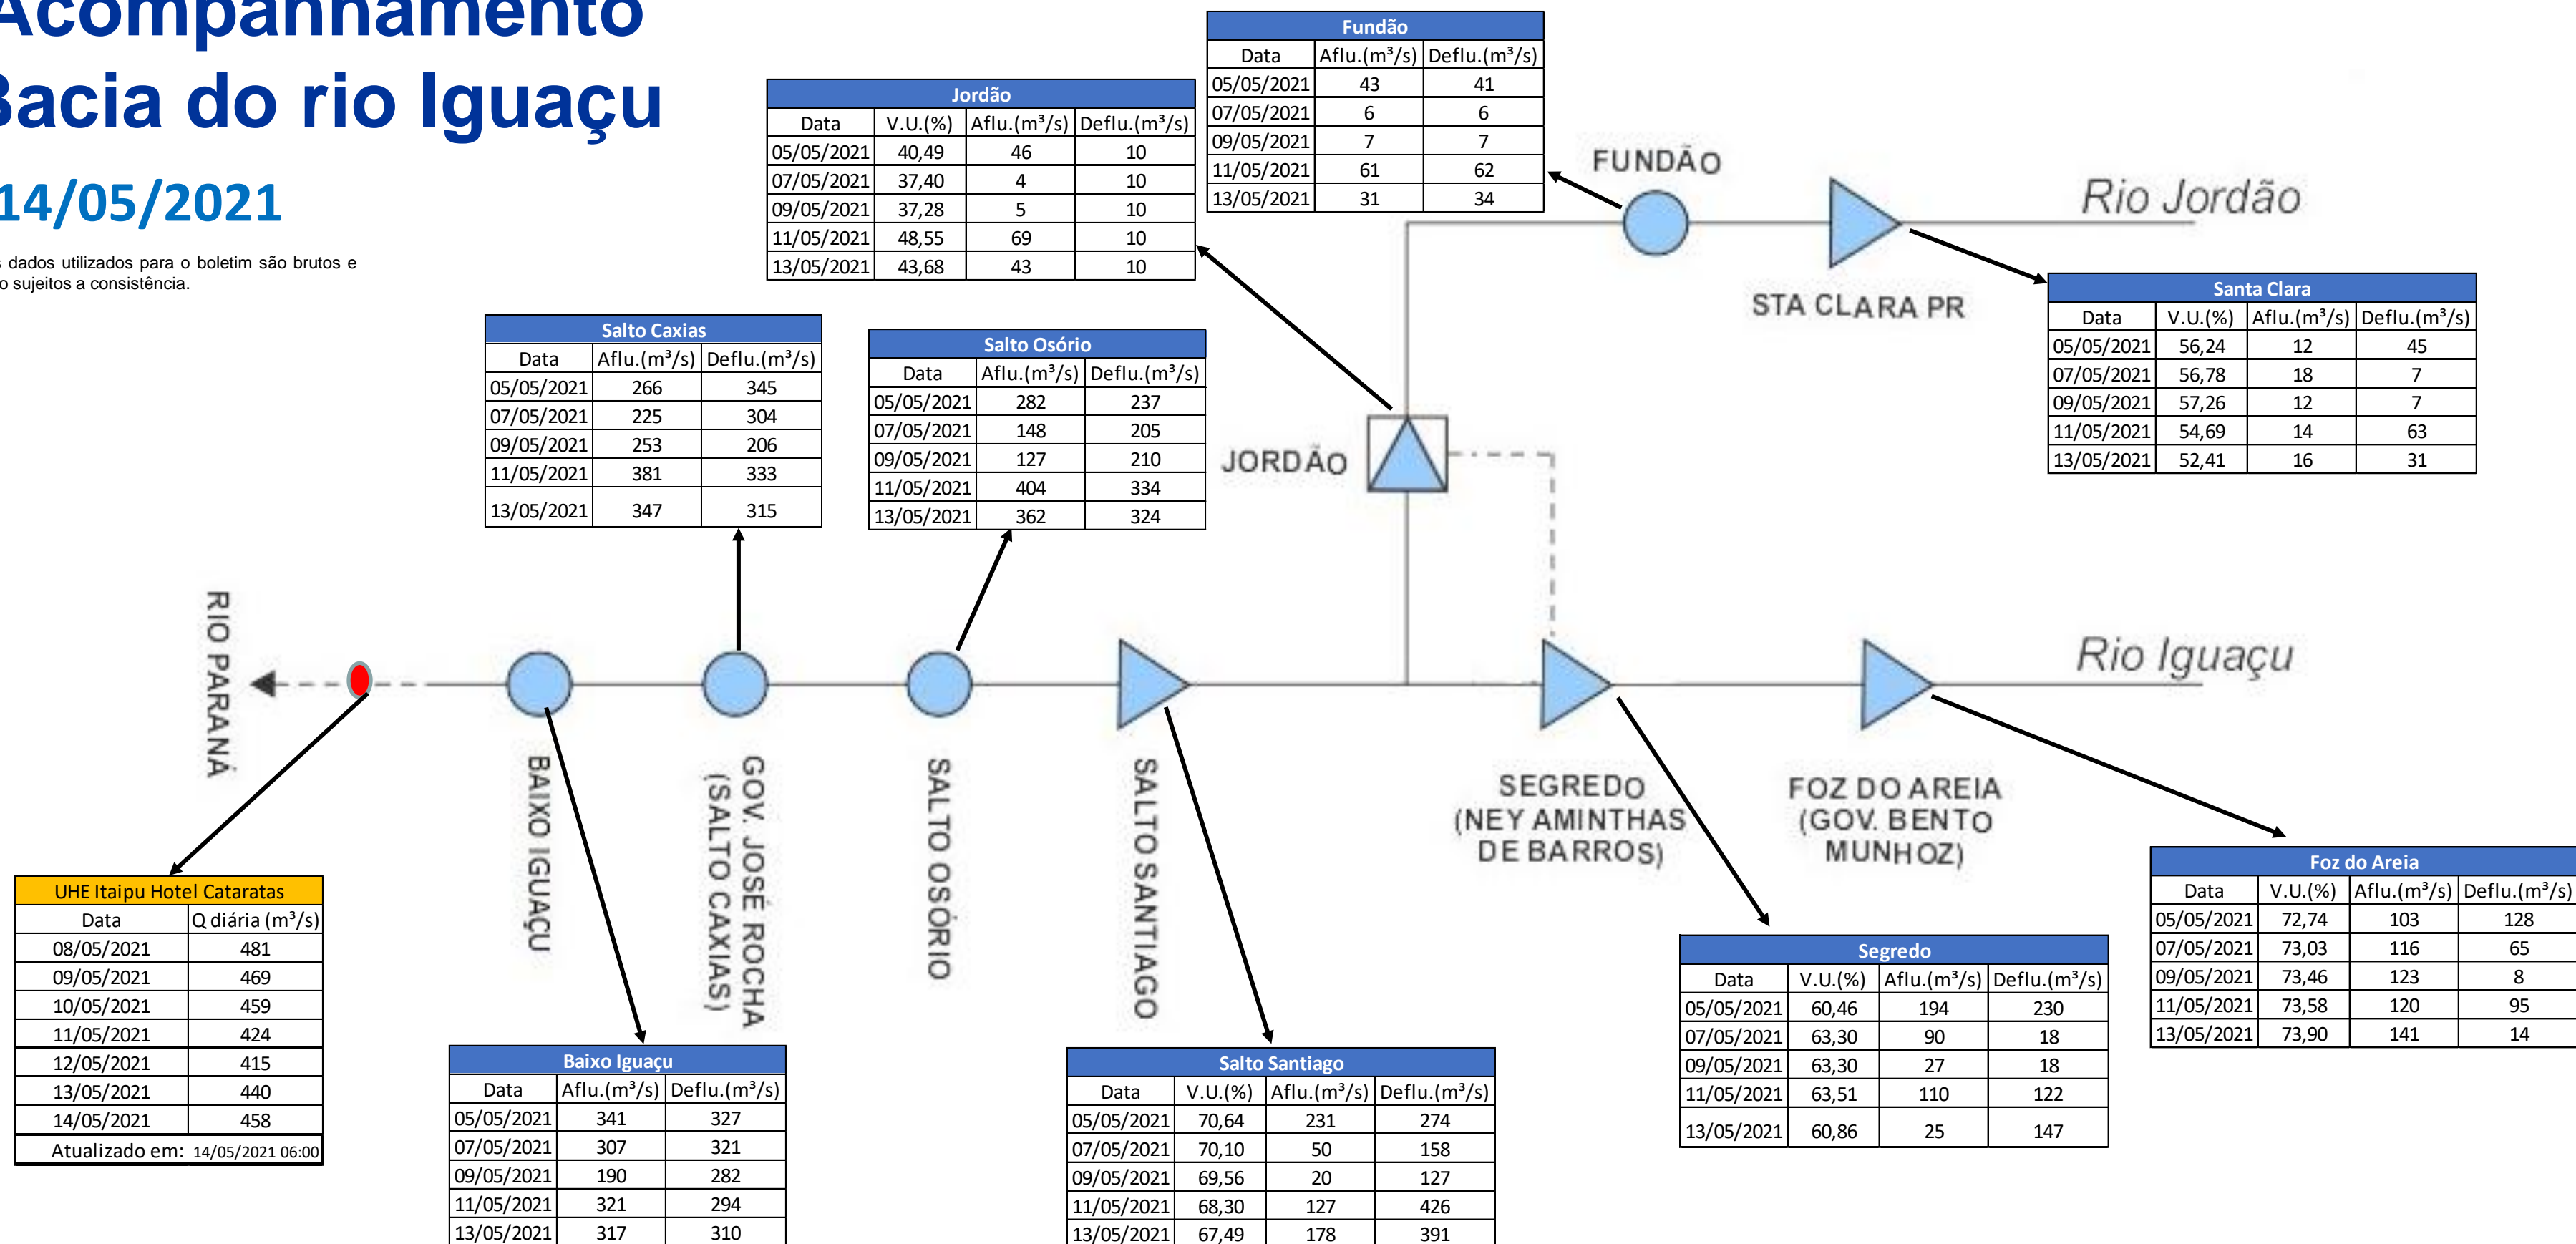 Acompanhamento
Bacia do rio Iguaçu
14/05/2021
dados utilizados para o boletim são brutos e
sujeitos a consistência.
Fundão
Data Aflu.(m³/s) Deflu.(m³/s)
05/05/2021 43 41
07/05/2021 6 6
09/05/2021 7 7
11/05/2021 61 62
13/05/2021 31 34
Jordão
Data V.U.(%) Aflu.(m³/s) Deflu.(m³/s)
05/05/2021 40,49 46 10
07/05/2021 37,40 4 10
09/05/2021 37,28 5 10
11/05/2021 48,55 69 10
13/05/2021 43,68 43 10
FUNDÃO
STA CLARA PR
Rio Jordão
Santa Clara
Data V.U.(%) Aflu.(m³/s) Deflu.(m³/s)
05/05/2021 56,24 12 45
07/05/2021 56,78 18 7
09/05/2021 57,26 12 7
11/05/2021 54,69 14 63
13/05/2021 52,41 16 31
Salto Caxias
Data Aflu.(m³/s) Deflu.(m³/s)
05/05/2021 266 345
07/05/2021 225 304
09/05/2021 253 206
11/05/2021 381 333
13/05/2021 347 315
Salto Osório
Data Aflu.(m³/s) Deflu.(m³/s)
05/05/2021 282 237
07/05/2021 148 205
09/05/2021 127 210
11/05/2021 404 334
13/05/2021 362 324
JORDÃO
RIO PARANÁ
Rio Iguaçu
BAIXO IGUAÇU
GOV. JOSÉ ROCHA
(SALTO CAXIAS)
SALTO OSÓRIO
SALTO SANTIAGO
SEGREDO
(NEY AMINTHAS
DE BARROS)
FOZ DO AREIA
(GOV. BENTO
MUNHOZ)
UHE Itaipu Hotel Cataratas
Data Q diária (m³/s)
08/05/2021 481
09/05/2021 469
10/05/2021 459
11/05/2021 424
12/05/2021 415
13/05/2021 440
14/05/2021 458
Atualizado em: 14/05/2021 06:00
Baixo Iguaçu
Data Aflu.(m³/s) Deflu.(m³/s)
05/05/2021 341 327
07/05/2021 307 321
09/05/2021 190 282
11/05/2021 321 294
13/05/2021 317 310
Salto Santiago
Data V.U.(%) Aflu.(m³/s) Deflu.(m³/s)
05/05/2021 70,64 231 274
07/05/2021 70,10 50 158
09/05/2021 69,56 20 127
11/05/2021 68,30 127 426
13/05/2021 67,49 178 391
Segredo
Data V.U.(%) Aflu.(m³/s) Deflu.(m³/s)
05/05/2021 60,46 194 230
07/05/2021 63,30 90 18
09/05/2021 63,30 27 18
11/05/2021 63,51 110 122
13/05/2021 60,86 25 147
Foz do Areia
Data V.U.(%) Aflu.(m³/s) Deflu.(m³/s)
05/05/2021 72,74 103 128
07/05/2021 73,03 116 65
09/05/2021 73,46 123 8
11/05/2021 73,58 120 95
13/05/2021 73,90 141 14